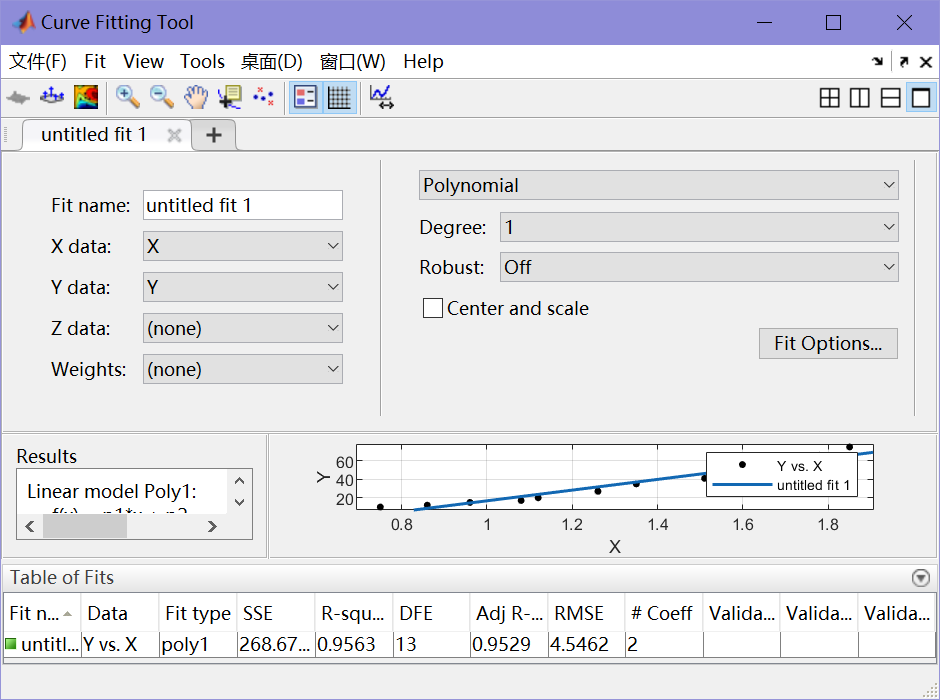 Curve Fitting Tool
文件(F) Fit View Tools 桌面(D) 窗口(W) Help
untitled fit 1
Fit name: untitled fit 1
X data: X
Y data: Y
Z data: (none)
Weights: (none)
Polynomial
Degree: 1
Robust: Off
Center and scale
Fit Options...
Results
Linear model Poly1:
Y
60
40
20
0.8 1 1.2 1.4 1.6 1.8
X
Y vs. X
untitled fit 1
Table of Fits
Fit n... Data Fit type SSE R-squ... DFE Adj R-... RMSE # Coeff Valida... Valida... Valida...
untitl... Y vs. X poly1 268.67... 0.9563 13 0.9529 4.5462 2